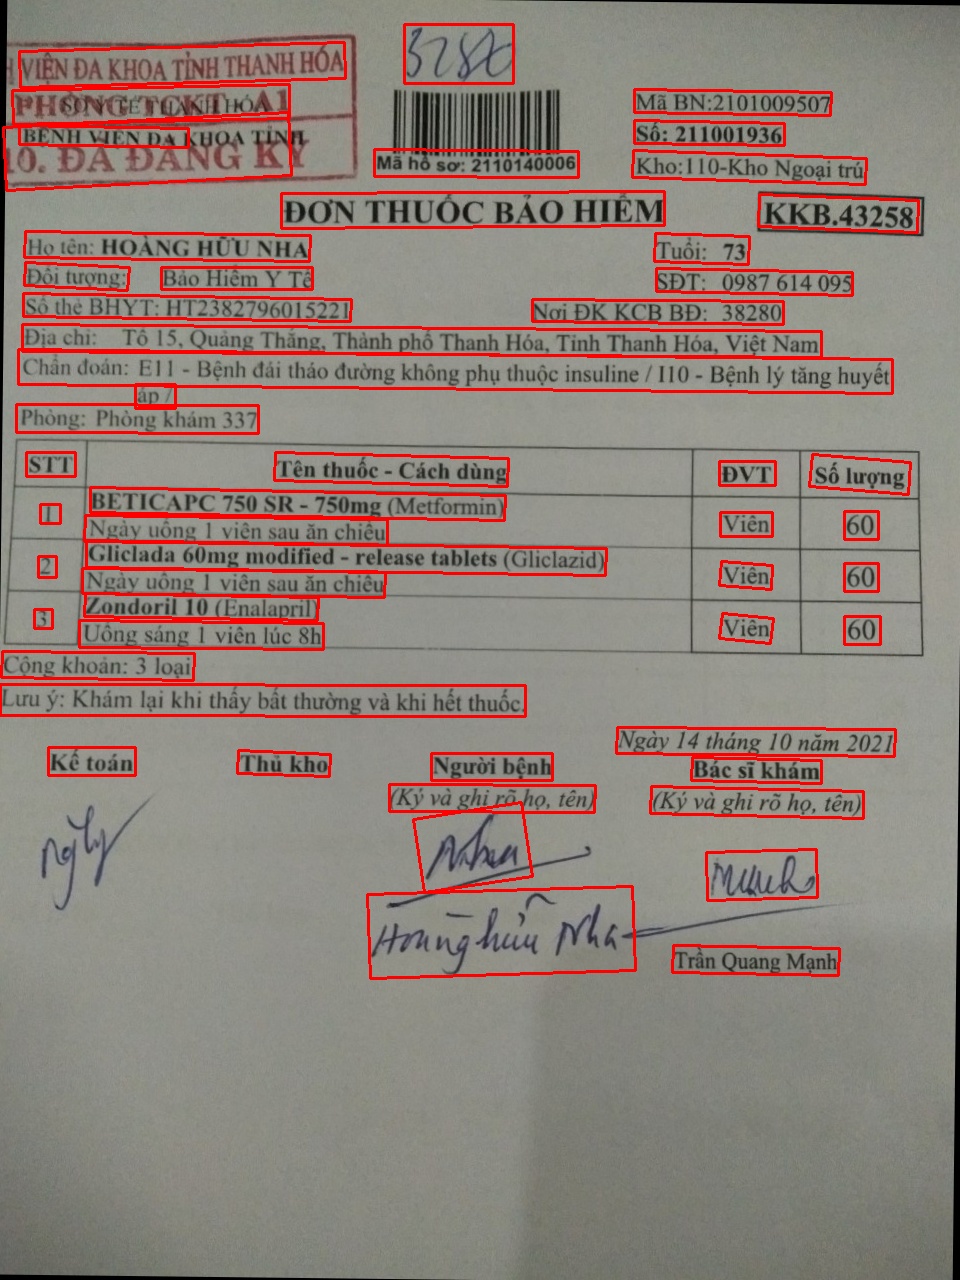 VIỆN ĐA KHOA TỈNH THANH HÓA
PHÒNG TCKT - A1
SỞ Y TẾ THANH HÓA
BỆNH VIỆN ĐA KHOA TỈNH
10. ĐÃ ĐĂNG KÝ
Mã hồ sơ: 2110140006
Mã BN:2101009507
Số: 211001936
Kho:110-Kho Ngoại trú
ĐƠN THUỐC BẢO HIỂM
KKB.43258
Họ tên: HOÀNG HỮU NHA Tuổi: 73
Đối tượng: Bảo Hiểm Y Tế SĐT: 0987 614 095
Số thẻ BHYT: HT2382796015221 Nơi ĐK KCB BĐ: 38280
Địa chỉ: Tổ 15, Quảng Thắng, Thành phố Thanh Hóa, Tỉnh Thanh Hóa, Việt Nam
Chẩn đoán: E11 - Bệnh đái tháo đường không phụ thuộc insuline / I10 - Bệnh lý tăng huyết
áp /
Phòng: Phòng khám 337
STT Tên thuốc - Cách dùng ĐVT Số lượng
1 BETICAPC 750 SR - 750mg (Metformin) Viên 60
Ngày uống 1 viên sau ăn chiều
2 Gliclada 60mg modified - release tablets (Gliclazid) Viên 60
Ngày uống 1 viên sau ăn chiều
3 Zondoril 10 (Enalapril) Viên 60
Uống sáng 1 viên lúc 8h
Cộng khoản: 3 loại
Lưu ý: Khám lại khi thấy bất thường và khi hết thuốc.
Ngày 14 tháng 10 năm 2021
Kế toán Thủ kho Người bệnh Bác sĩ khám
(Ký và ghi rõ họ, tên) (Ký và ghi rõ họ, tên)
Nha
Hoàng hữu Nha
Trần Quang Mạnh